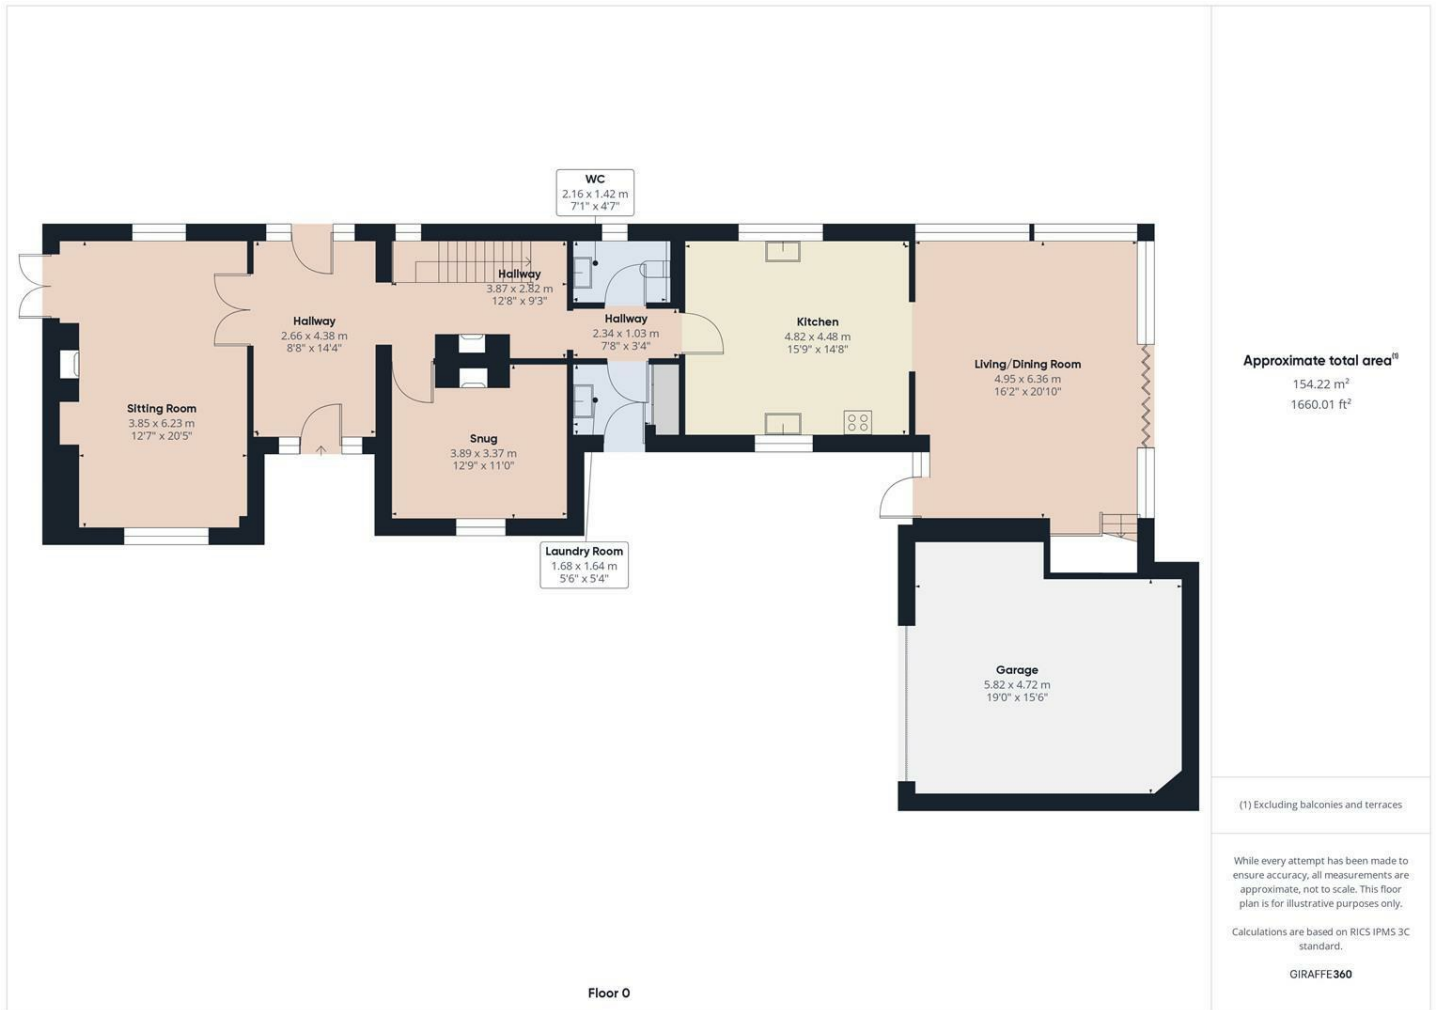 WC
2.16 x 1.42 m
7'1" x 4'7"
Hallway
3.87 x 2.82 m
12'8" x 9'3"
Hallway
2.66 x 4.38 m
8'8" x 14'4"
Hallway
2.34 x 1.03 m
7'8" x 3'4"
Kitchen
4.82 x 4.48 m
15'9" x 14'8"
Living/Dining Room
4.95 x 6.36 m
16'2" x 20'10"
Sitting Room
3.85 x 6.23 m
12'7" x 20'5"
Snug
3.89 x 3.37 m
12'9" x 11'0"
Laundry Room
1.68 x 1.64 m
5'6" x 5'4"
Garage
5.82 x 4.72 m
19'0" x 15'6"
Floor 0
Approximate total area(1)
154.22 m²
1660.01 ft²
(1) Excluding balconies and terraces
While every attempt has been made to
ensure accuracy, all measurements are
approximate, not to scale. This floor
plan is for illustrative purposes only.
Calculations are based on RICS IPMS 3C
standard.
GIRAFFE360